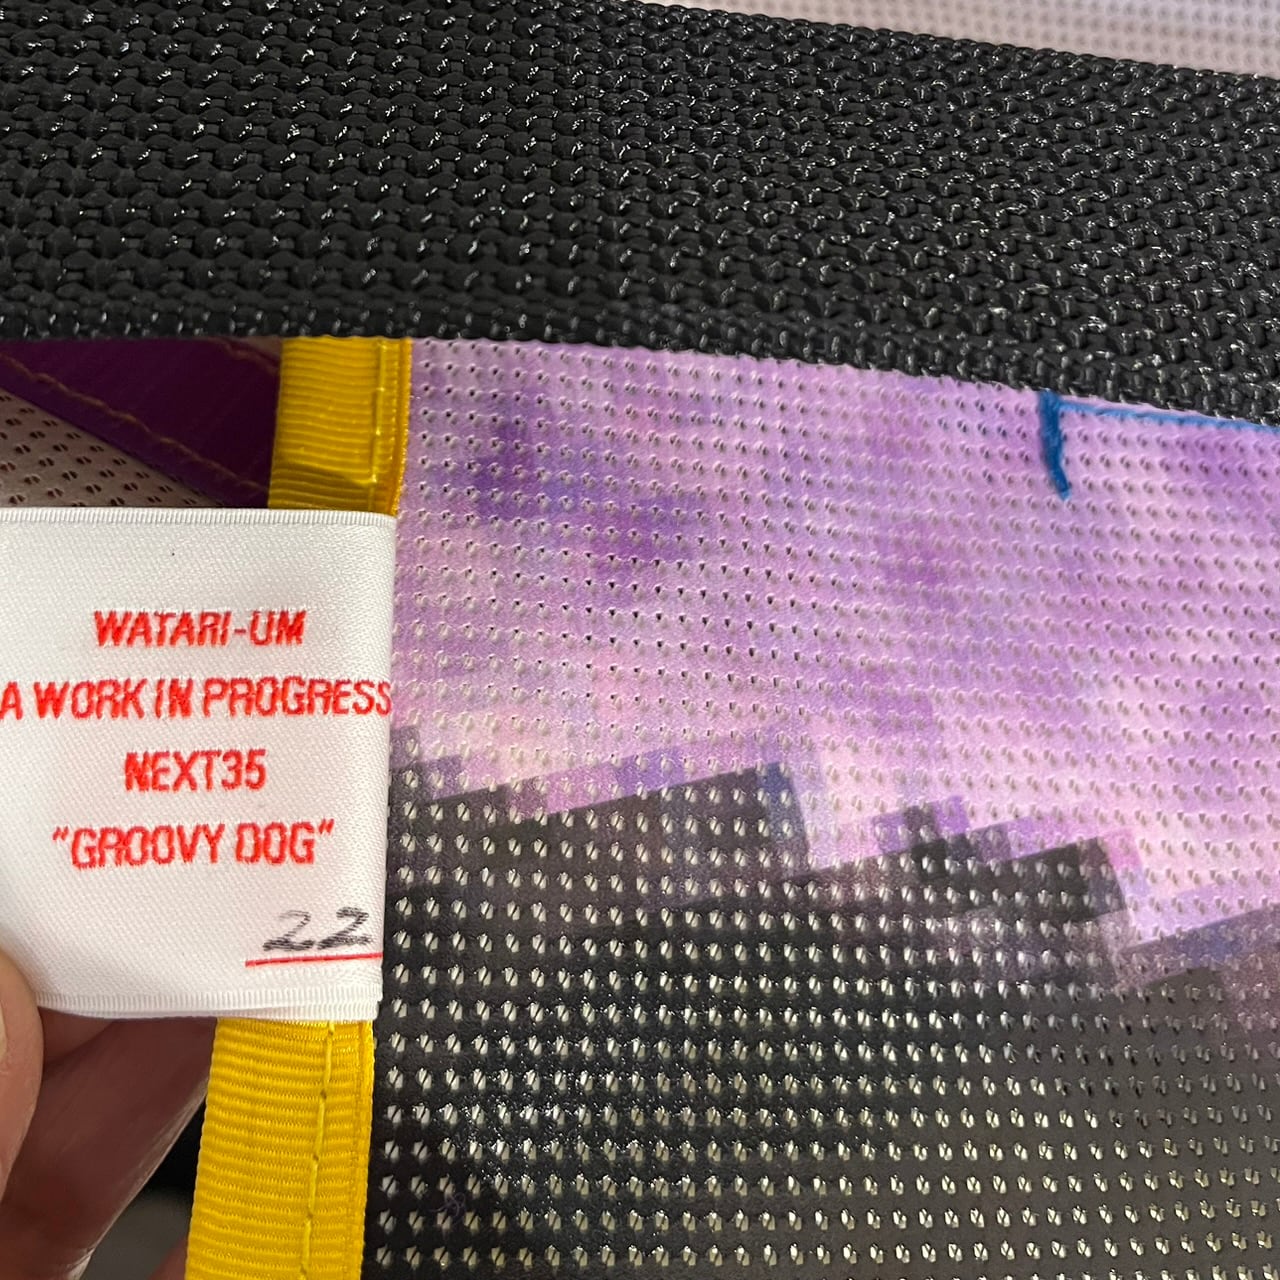 WATARI-UM
A WORK IN PROGRESS
NEXT35
"GROOVY DOG"
22